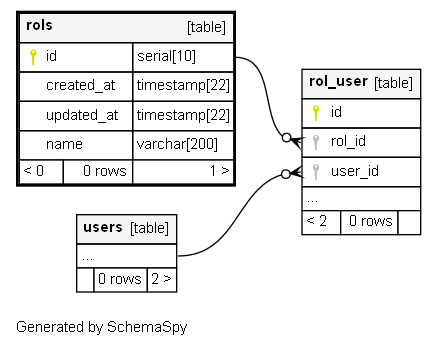 rols [table]
id serial[10]
created_at timestamp[22]
updated_at timestamp[22]
name varchar[200]
< 0 0 rows 1 >
rol_user [table]
id
rol_id
user_id
...
< 2 0 rows
users [table]
...
0 rows 2 >
Generated by SchemaSpy